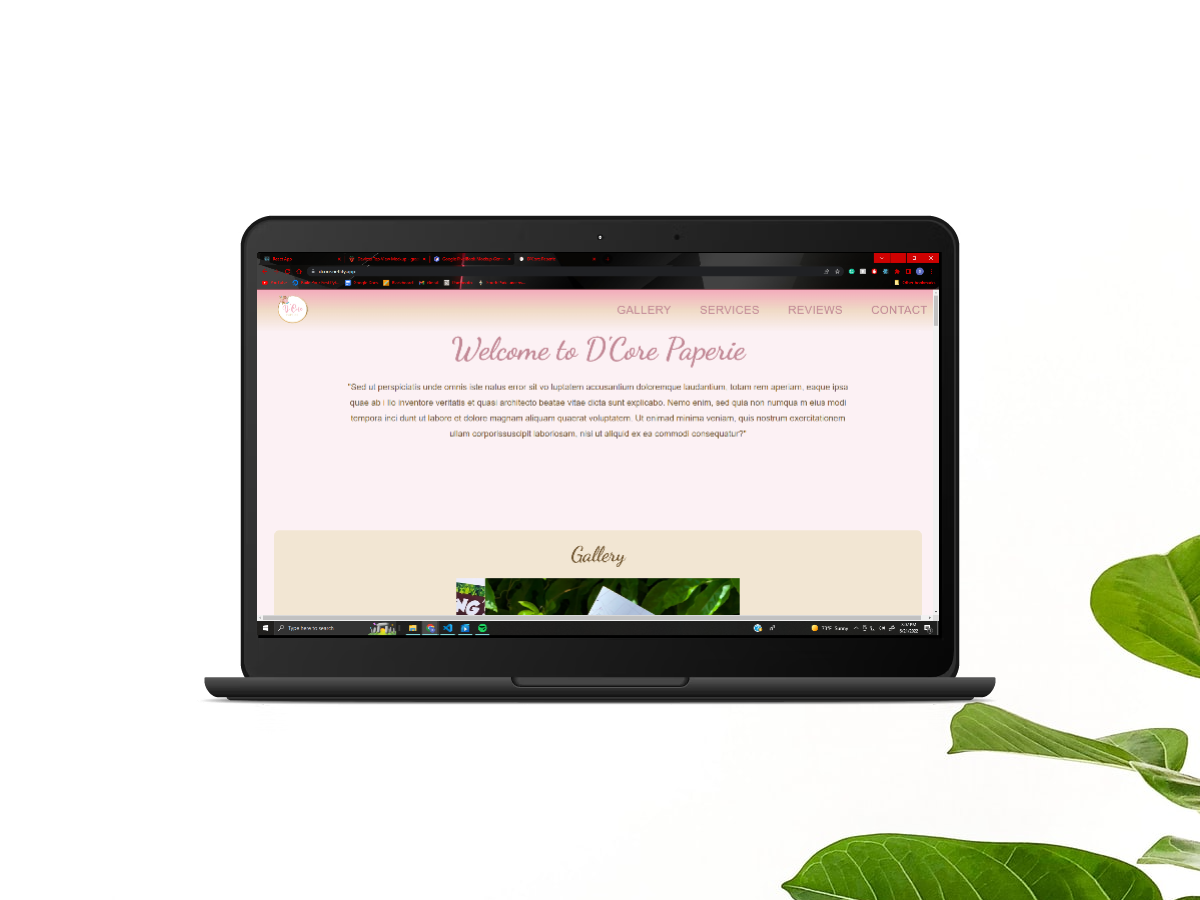 React App
D'Core
GALLERY SERVICES REVIEWS CONTACT
Welcome to D'Core Paperie
"Sed ut perspiciatis unde omnis iste natus error sit vo luptatem accusantium doloremque laudantium, totam rem aperiam, eaque ipsa
quae ab i llo inventore veritatis et quasi architecto beatae vitae dicta sunt explicabo. Nemo enim, sed quia non numqua m eius modi
tempora inci dunt ut labore et dolore magnam aliquam quaerat voluptatem. Ut enimad minima veniam, quis nostrum exercitationem
ullam corporissuscipit laboriosam, nisi ut aliquid ex ea commodi consequatur?"
Gallery
NG
Type here to search
Sunny